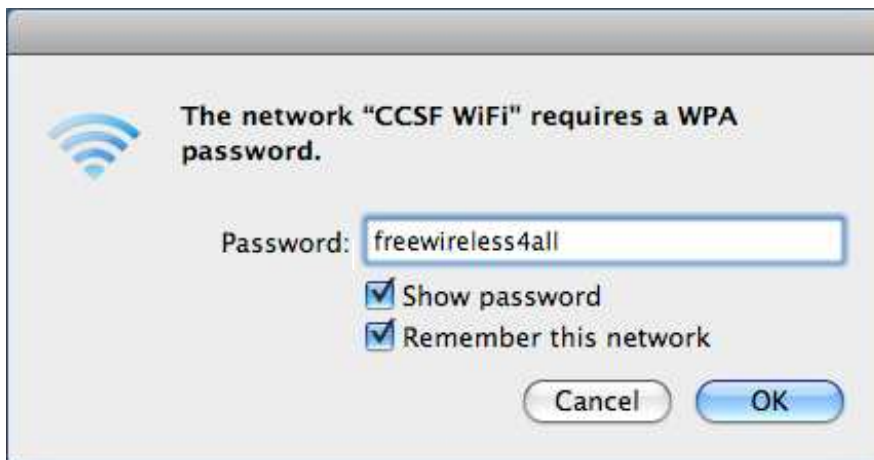 The network “CCSF WiFi" requires a WPA
password.
Password: freewireless4all
Show password
Remember this network
Cancel OK